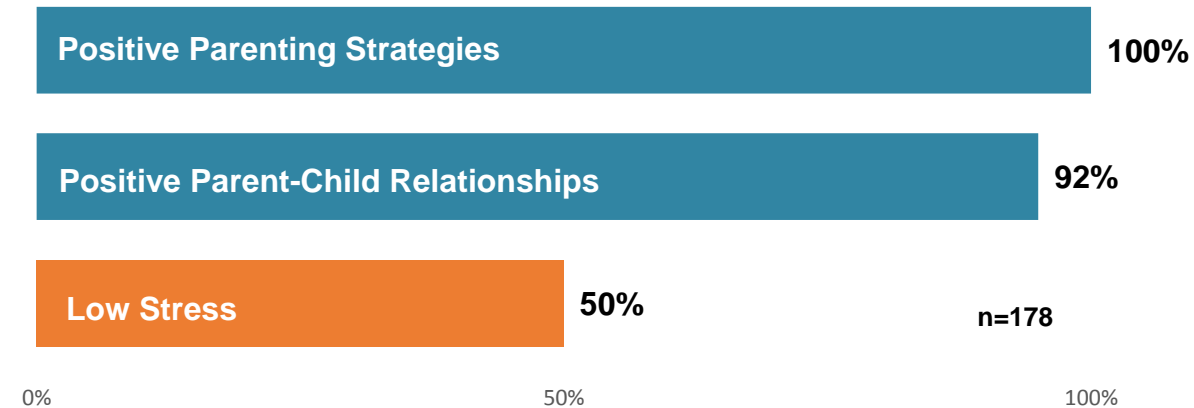 Positive Parenting Strategies 100%
Positive Parent-Child Relationships 92%
Low Stress 50%
n=178
0% 50% 100%